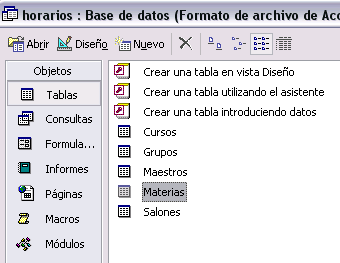 horarios : Base de datos (Formato de archivo de Acc
Abrir Diseño Nuevo
Objetos
Tablas
Consultas
Formula...
Informes
Páginas
Macros
Módulos
Crear una tabla en vista Diseño
Crear una tabla utilizando el asistente
Crear una tabla introduciendo datos
Cursos
Grupos
Maestros
Materias
Salones